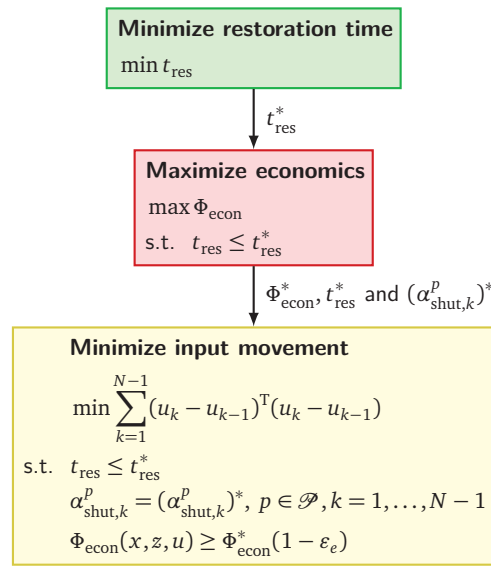 Minimize restoration time
min t_res
t*_res
Maximize economics
max Φ_econ
s.t. t_res ≤ t*_res
Φ*_econ, t*_res and (α^p_shut,k)*
Minimize input movement
min ∑_{k=1}^{N−1} (u_k − u_{k−1})^T (u_k − u_{k−1})
s.t. t_res ≤ t*_res
α^p_shut,k = (α^p_shut,k)*, p ∈ 𝒫, k = 1, . . . , N − 1
Φ_econ(x, z, u) ≥ Φ*_econ(1 − ε_e)